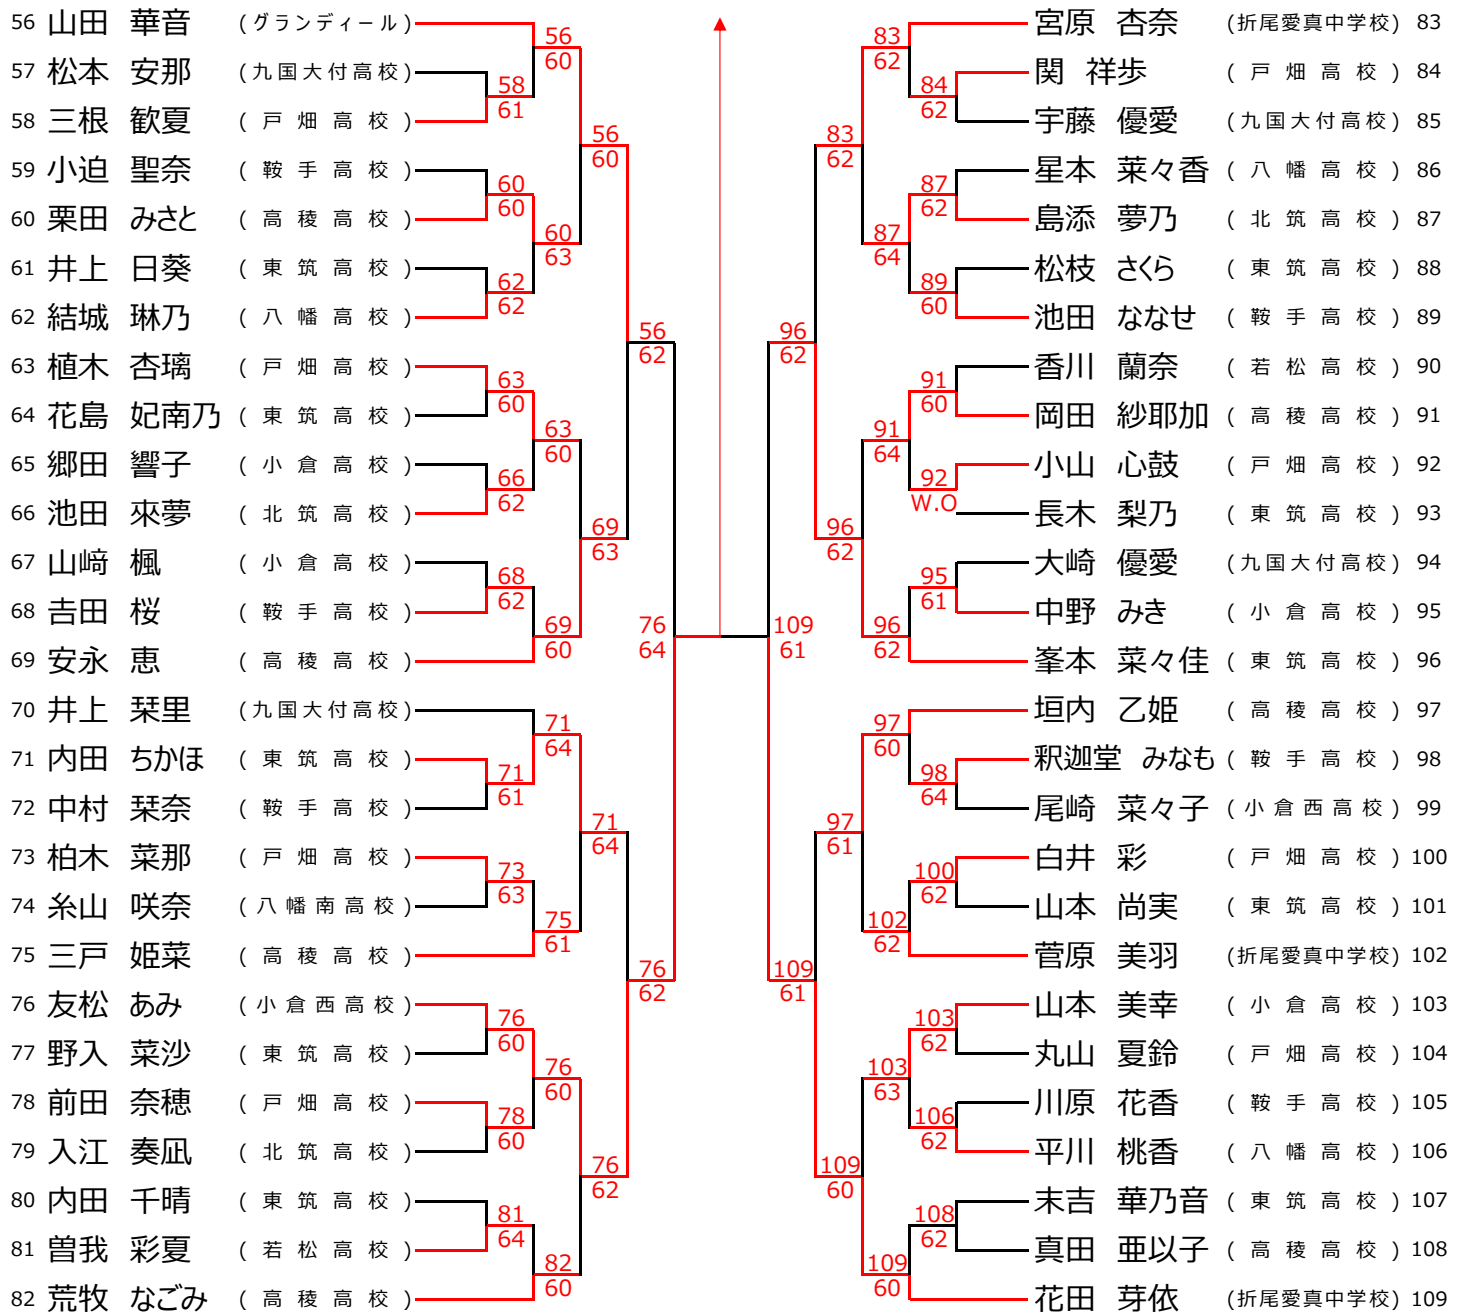 56 山田 華音 (グランディール)
57 松本 安那 (九国大付高校)
58 三根 歓夏 (戸畑高校)
59 小迫 聖奈 (鞍手高校)
60 栗田 みさと (高稜高校)
61 井上 日葵 (東筑高校)
62 結城 琳乃 (八幡高校)
63 植木 杏璃 (戸畑高校)
64 花島 妃南乃 (東筑高校)
65 郷田 響子 (小倉高校)
66 池田 來夢 (北筑高校)
67 山﨑 楓 (小倉高校)
68 吉田 桜 (鞍手高校)
69 安永 恵 (高稜高校)
70 井上 栞里 (九国大付高校)
71 内田 ちかほ (東筑高校)
72 中村 栞奈 (鞍手高校)
73 柏木 菜那 (戸畑高校)
74 糸山 咲奈 (八幡南高校)
75 三戸 姫菜 (高稜高校)
76 友松 あみ (小倉西高校)
77 野入 菜沙 (東筑高校)
78 前田 奈穂 (戸畑高校)
79 入江 奏凪 (北筑高校)
80 内田 千晴 (東筑高校)
81 曽我 彩夏 (若松高校)
82 荒牧 なごみ (高稜高校)
58
61
60
60
62
62
63
60
66
62
68
62
71
61
73
63
76
60
78
60
81
64
56
60
60
63
63
60
69
60
71
64
75
61
76
60
82
60
56
60
69
63
71
64
76
62
56
62
76
62
76
64
109
61
96
62
109
61
83
62
96
62
97
61
109
60
83
62
87
64
91
64
96
62
97
60
102
62
103
63
109
60
84
62
87
62
89
60
91
60
92
W.O
95
61
98
64
100
62
103
62
106
62
108
62
宮原 杏奈 (折尾愛真中学校) 83
関 祥歩 (戸畑高校) 84
宇藤 優愛 (九国大付高校) 85
星本 菜々香 (八幡高校) 86
島添 夢乃 (北筑高校) 87
松枝 さくら (東筑高校) 88
池田 ななせ (鞍手高校) 89
香川 蘭奈 (若松高校) 90
岡田 紗耶加 (高稜高校) 91
小山 心鼓 (戸畑高校) 92
長木 梨乃 (東筑高校) 93
大崎 優愛 (九国大付高校) 94
中野 みき (小倉高校) 95
峯本 菜々佳 (東筑高校) 96
垣内 乙姫 (高稜高校) 97
釈迦堂 みなも (鞍手高校) 98
尾崎 菜々子 (小倉西高校) 99
白井 彩 (戸畑高校) 100
山本 尚実 (東筑高校) 101
菅原 美羽 (折尾愛真中学校) 102
山本 美幸 (小倉高校) 103
丸山 夏鈴 (戸畑高校) 104
川原 花香 (鞍手高校) 105
平川 桃香 (八幡高校) 106
末吉 華乃音 (東筑高校) 107
真田 亜以子 (高稜高校) 108
花田 芽依 (折尾愛真中学校) 109